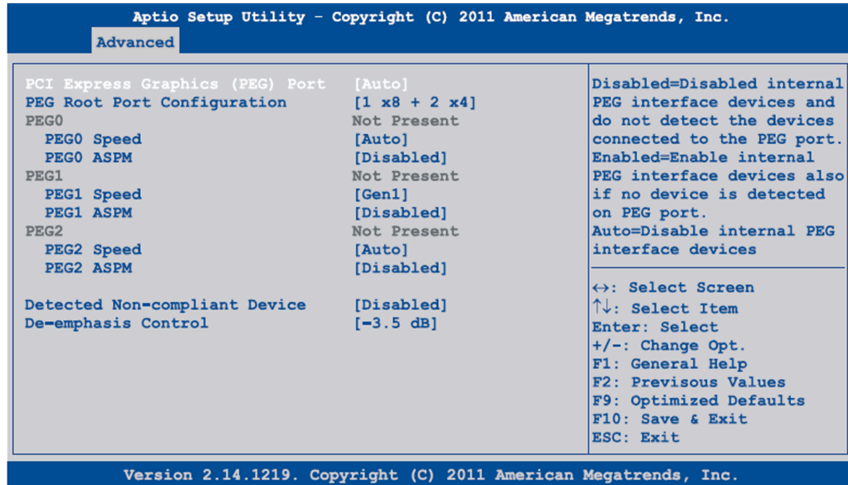 Aptio Setup Utility - Copyright (C) 2011 American Megatrends, Inc.
Advanced
PCI Express Graphics (PEG) Port [Auto]
PEG Root Port Configuration [1 x8 + 2 x4]
PEG0 Not Present
PEG0 Speed [Auto]
PEG0 ASPM [Disabled]
PEG1 Not Present
PEG1 Speed [Gen1]
PEG1 ASPM [Disabled]
PEG2 Not Present
PEG2 Speed [Auto]
PEG2 ASPM [Disabled]
Detected Non-compliant Device [Disabled]
De-emphasis Control [-3.5 dB]
Disabled=Disabled internal
PEG interface devices and
do not detect the devices
connected to the PEG port.
Enabled=Enable internal
PEG interface devices also
if no device is detected
on PEG port.
Auto=Disable internal PEG
interface devices
↔: Select Screen
↑↓: Select Item
Enter: Select
+/-: Change Opt.
F1: General Help
F2: Previsous Values
F9: Optimized Defaults
F10: Save & Exit
ESC: Exit
Version 2.14.1219. Copyright (C) 2011 American Megatrends, Inc.